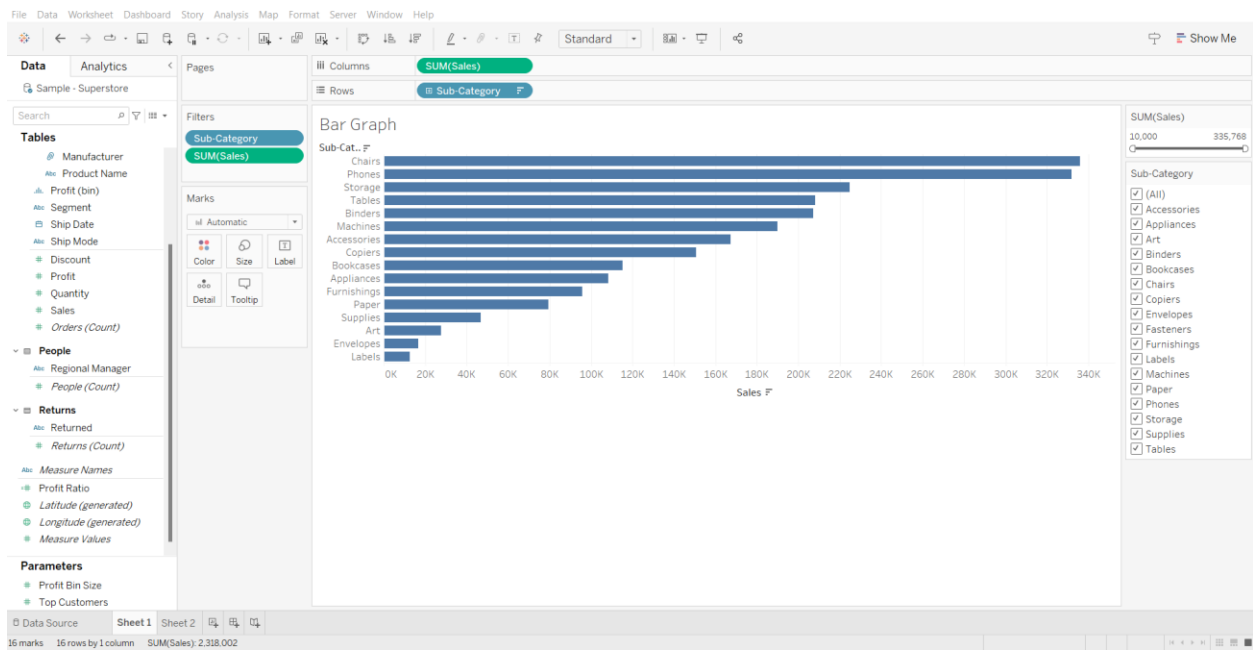 File Data Worksheet Dashboard Story Analysis Map Format Server Window Help
Standard
Show Me
Data Analytics
Sample - Superstore
Search
Tables
Manufacturer
Abc Product Name
Profit (bin)
Abc Segment
Ship Date
Abc Ship Mode
# Discount
# Profit
# Quantity
# Sales
# Orders (Count)
People
Abc Regional Manager
# People (Count)
Returns
Abc Returned
# Returns (Count)
Abc Measure Names
=# Profit Ratio
Latitude (generated)
Longitude (generated)
# Measure Values
Parameters
# Profit Bin Size
# Top Customers
Pages
Filters
Sub-Category
SUM(Sales)
Marks
Automatic
Color Size Label
Detail Tooltip
Columns SUM(Sales)
Rows Sub-Category
Bar Graph
Sub-Cat..
Chairs
Phones
Storage
Tables
Binders
Machines
Accessories
Copiers
Bookcases
Appliances
Furnishings
Paper
Supplies
Art
Envelopes
Labels
0K 20K 40K 60K 80K 100K 120K 140K 160K 180K 200K 220K 240K 260K 280K 300K 320K 340K
Sales
SUM(Sales)
10,000 335,768
Sub-Category
(All)
Accessories
Appliances
Art
Binders
Bookcases
Chairs
Copiers
Envelopes
Fasteners
Furnishings
Labels
Machines
Paper
Phones
Storage
Supplies
Tables
Data Source Sheet 1 Sheet 2
16 marks 16 rows by 1 column SUM(Sales): 2,318,002